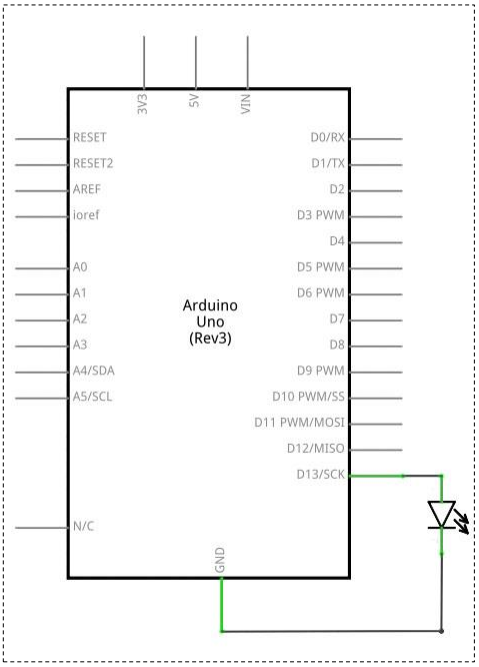 3V3
5V
VIN
RESET
RESET2
AREF
ioref
A0
A1
A2
A3
A4/SDA
A5/SCL
N/C
Arduino
Uno
(Rev3)
D0/RX
D1/TX
D2
D3 PWM
D4
D5 PWM
D6 PWM
D7
D8
D9 PWM
D10 PWM/SS
D11 PWM/MOSI
D12/MISO
D13/SCK
GND